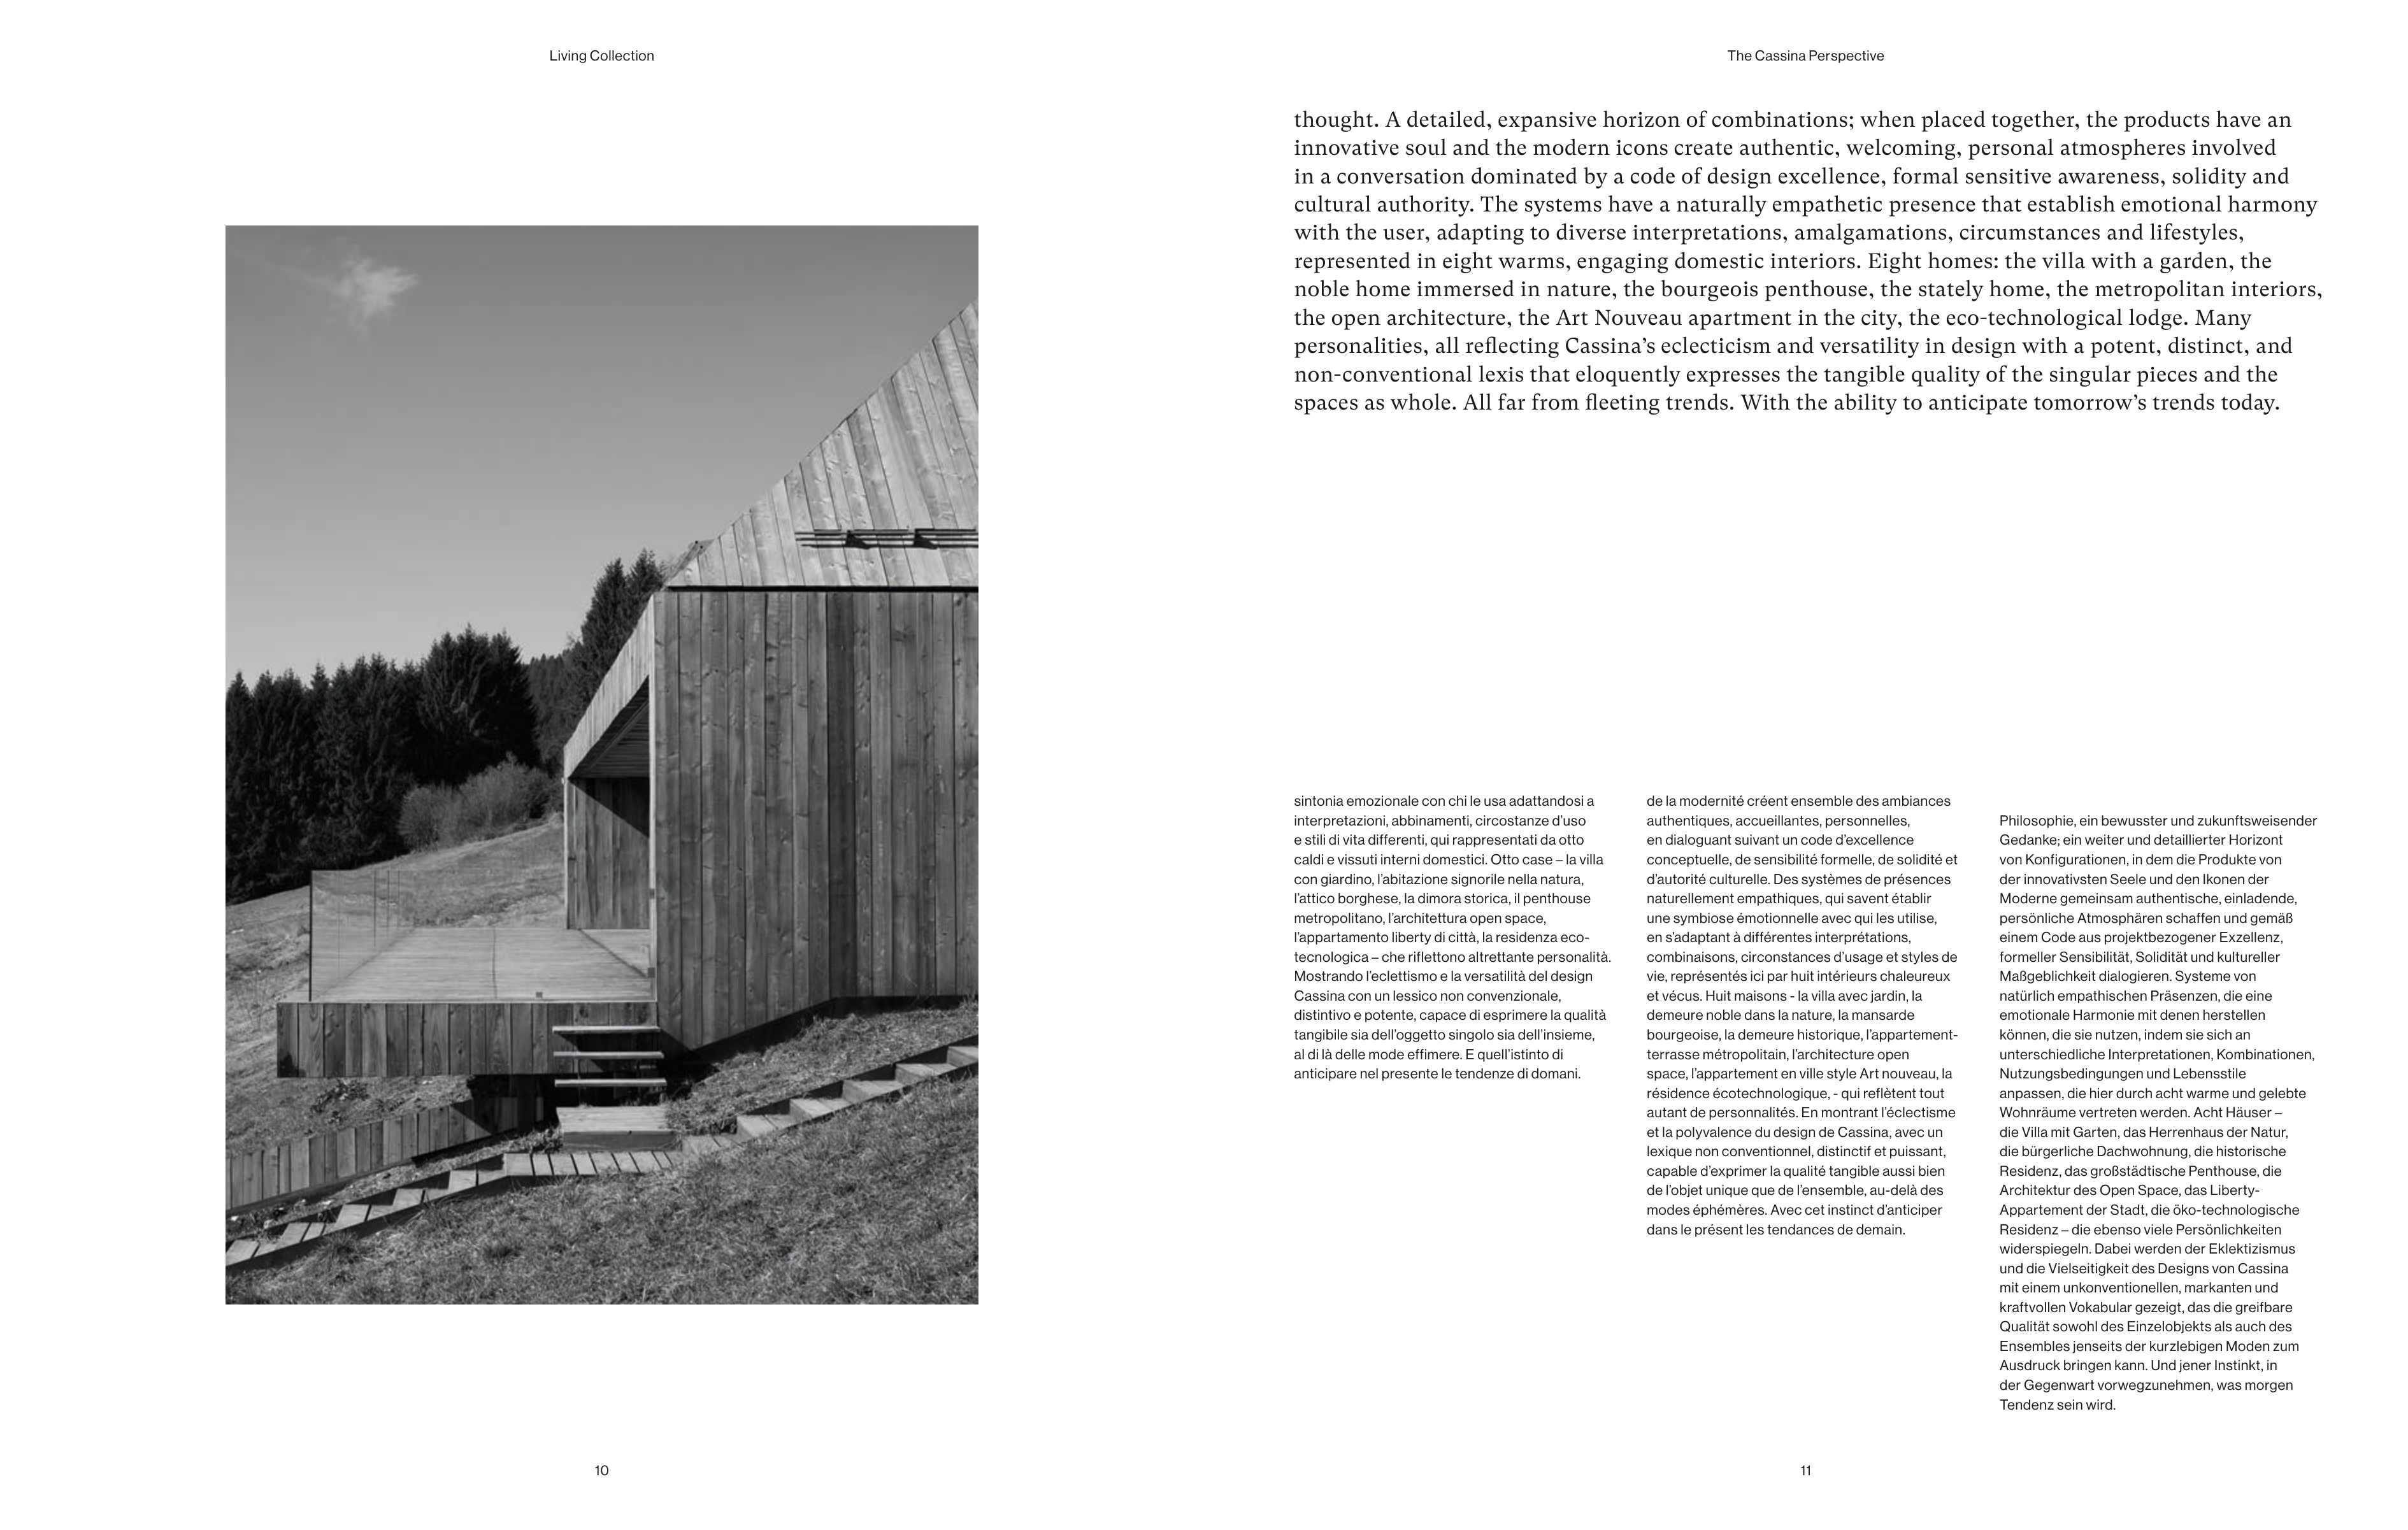 Living Collection
The Cassina Perspective
thought. A detailed, expansive horizon of combinations; when placed together, the products have an
innovative soul and the modern icons create authentic, welcoming, personal atmospheres involved
in a conversation dominated by a code of design excellence, formal sensitive awareness, solidity and
cultural authority. The systems have a naturally empathetic presence that establish emotional harmony
with the user, adapting to diverse interpretations, amalgamations, circumstances and lifestyles,
represented in eight warms, engaging domestic interiors. Eight homes: the villa with a garden, the
noble home immersed in nature, the bourgeois penthouse, the stately home, the metropolitan interiors,
the open architecture, the Art Nouveau apartment in the city, the eco-technological lodge. Many
personalities, all reflecting Cassina’s eclecticism and versatility in design with a potent, distinct, and
non-conventional lexis that eloquently expresses the tangible quality of the singular pieces and the
spaces as whole. All far from fleeting trends. With the ability to anticipate tomorrow’s trends today.
sintonia emozionale con chi le usa adattandosi a
interpretazioni, abbinamenti, circostanze d’uso
e stili di vita differenti, qui rappresentati da otto
caldi e vissuti interni domestici. Otto case – la villa
con giardino, l’abitazione signorile nella natura,
l’attico borghese, la dimora storica, il penthouse
metropolitano, l’architettura open space,
l’appartamento liberty di città, la residenza eco-
tecnologica – che riflettono altrettante personalità.
Mostrando l’eclettismo e la versatilità del design
Cassina con un lessico non convenzionale,
distintivo e potente, capace di esprimere la qualità
tangibile sia dell’oggetto singolo sia dell’insieme,
al di là delle mode effimere. E quell’istinto di
anticipare nel presente le tendenze di domani.
de la modernité créent ensemble des ambiances
authentiques, accueillantes, personnelles,
en dialoguant suivant un code d’excellence
conceptuelle, de sensibilité formelle, de solidité et
d’autorité culturelle. Des systèmes de présences
naturellement empathiques, qui savent établir
une symbiose émotionnelle avec qui les utilise,
en s’adaptant à différentes interprétations,
combinaisons, circonstances d’usage et styles de
vie, représentés ici par huit intérieurs chaleureux
et vécus. Huit maisons - la villa avec jardin, la
demeure noble dans la nature, la mansarde
bourgeoise, la demeure historique, l’appartement-
terrasse métropolitain, l’architecture open
space, l’appartement en ville style Art nouveau, la
résidence écotechnologique, - qui reflètent tout
autant de personnalités. En montrant l’éclectisme
et la polyvalence du design de Cassina, avec un
lexique non conventionnel, distinctif et puissant,
capable d’exprimer la qualité tangible aussi bien
de l’objet unique que de l’ensemble, au-delà des
modes éphémères. Avec cet instinct d’anticiper
dans le présent les tendances de demain.
Philosophie, ein bewusster und zukunftsweisender
Gedanke; ein weiter und detaillierter Horizont
von Konfigurationen, in dem die Produkte von
der innovativsten Seele und den Ikonen der
Moderne gemeinsam authentische, einladende,
persönliche Atmosphären schaffen und gemäß
einem Code aus projektbezogener Exzellenz,
formeller Sensibilität, Solidität und kultureller
Maßgeblichkeit dialogieren. Systeme von
natürlich empathischen Präsenzen, die eine
emotionale Harmonie mit denen herstellen
können, die sie nutzen, indem sie sich an
unterschiedliche Interpretationen, Kombinationen,
Nutzungsbedingungen und Lebensstile
anpassen, die hier durch acht warme und gelebte
Wohnräume vertreten werden. Acht Häuser –
die Villa mit Garten, das Herrenhaus der Natur,
die bürgerliche Dachwohnung, die historische
Residenz, das großstädtische Penthouse, die
Architektur des Open Space, das Liberty-
Appartement der Stadt, die öko-technologische
Residenz – die ebenso viele Persönlichkeiten
widerspiegeln. Dabei werden der Eklektizismus
und die Vielseitigkeit des Designs von Cassina
mit einem unkonventionellen, markanten und
kraftvollen Vokabular gezeigt, das die greifbare
Qualität sowohl des Einzelobjekts als auch des
Ensembles jenseits der kurzlebigen Moden zum
Ausdruck bringen kann. Und jener Instinkt, in
der Gegenwart vorwegzunehmen, was morgen
Tendenz sein wird.
10
11